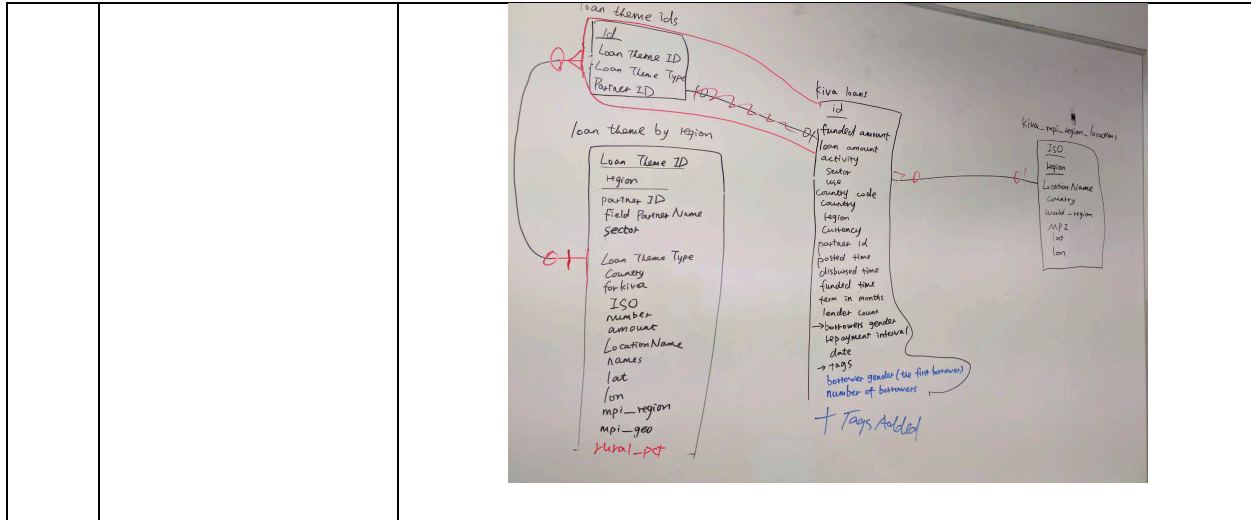 loan theme ids
id
Loan Theme ID
Loan Theme Type
Partner ID
loan theme by region
Loan Theme ID
region
partner ID
field Partner Name
sector
Loan Theme Type
Country
forkiva
ISO
number
amount
LocationName
names
lat
lon
mpi_region
mpi_geo
rural_pct
kiva loans
id
funded amount
loan amount
activity
Sector
use
Country code
Country
region
Currency
partner id
posted time
disbursed time
funded time
term in months
lender count
→borrowers gender
repayment interval
date
→tags
borrower gender (the first borrower)
number of borrowers
+ Tags Added
kiva_mpi_region_locations
ISO
region
LocationName
Country
world-region
MPI
lat
lon